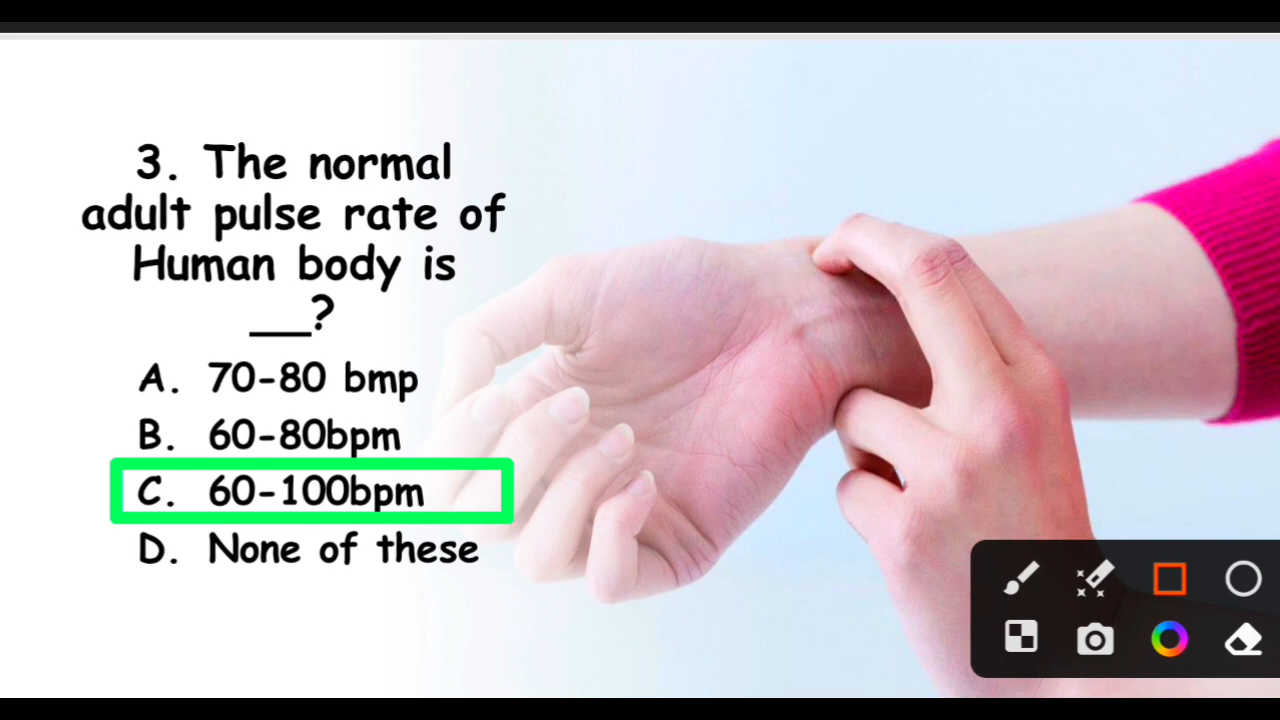 3. The normal
adult pulse rate of
Human body is
__?
A. 70-80 bmp
B. 60-80bpm
C. 60-100bpm
D. None of these